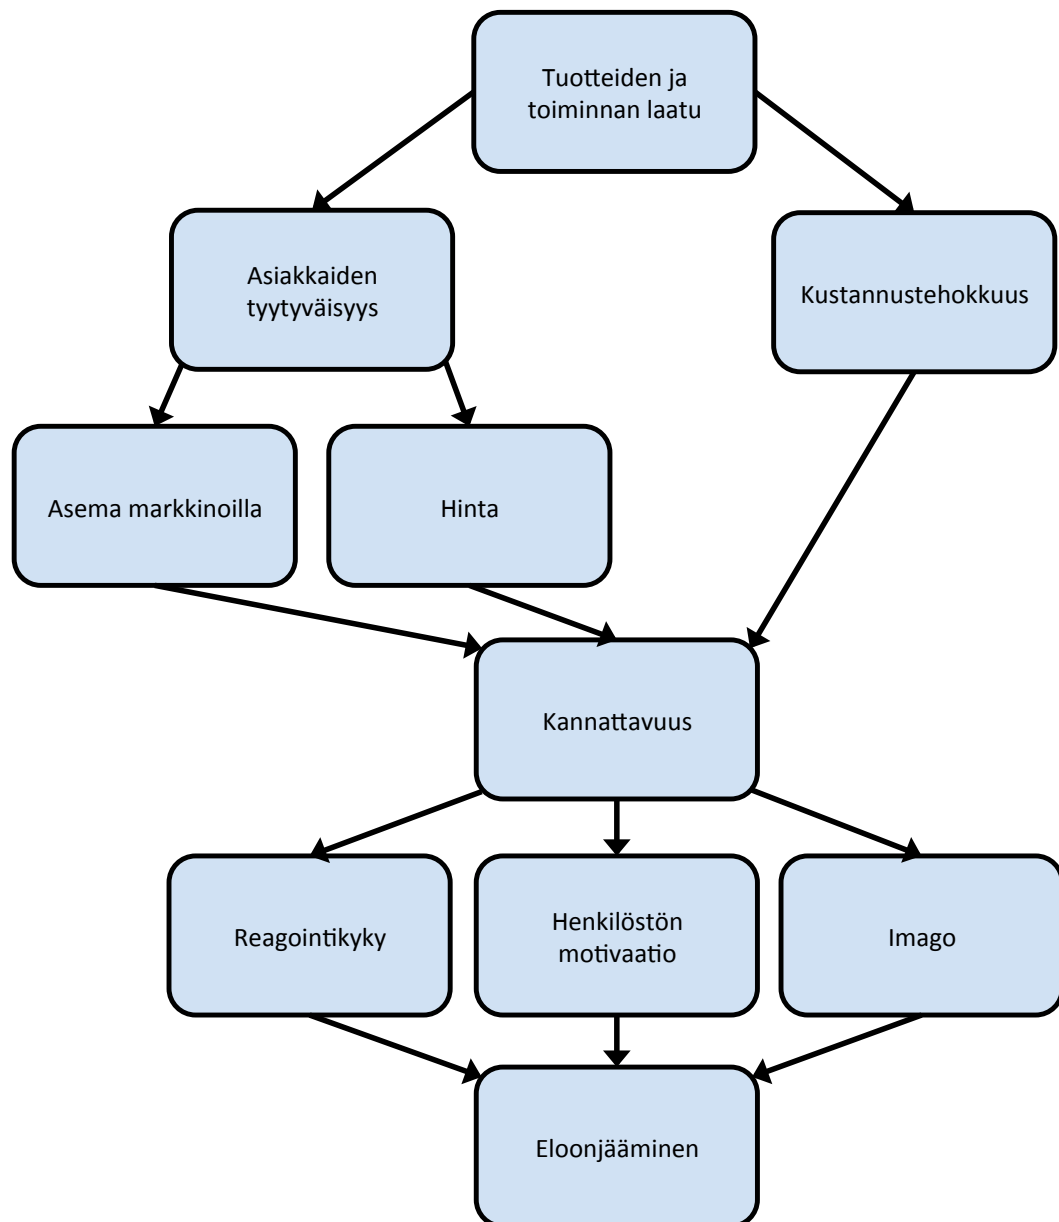 Tuotteiden ja
toiminnan laatu
Asiakkaiden
tyytyväisyys
Kustannustehokkuus
Asema markkinoilla
Hinta
Kannattavuus
Reagointikyky
Henkilöstön
motivaatio
Imago
Eloonjääminen